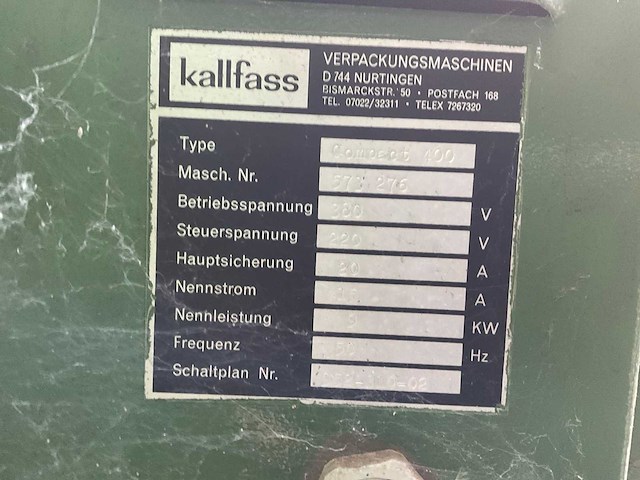 kallfass
VERPACKUNGSMASCHINEN
D 744 NURTINGEN
BISMARCKSTR. 50 • POSTFACH 168
TEL. 07022/32311 • TELEX 7267320
Type Compact 400
Masch. Nr. 276
Betriebsspannung 380 V
Steuerspannung 220 V
Hauptsicherung A
Nennstrom A
Nennleistung KW
Frequenz Hz
Schaltplan Nr.